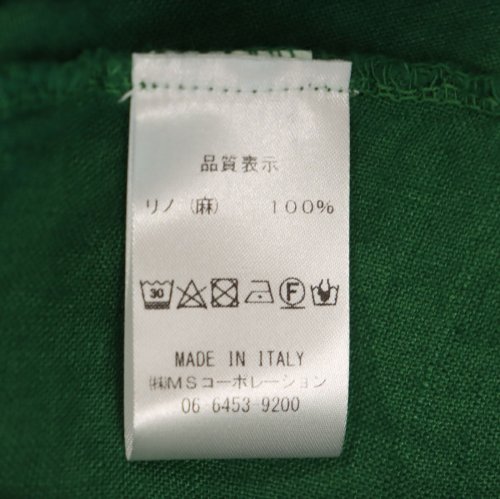 品質表示
リノ（麻） 100%
30 F W
MADE IN ITALY
㈱MSコーポレーション
06 6453 9200